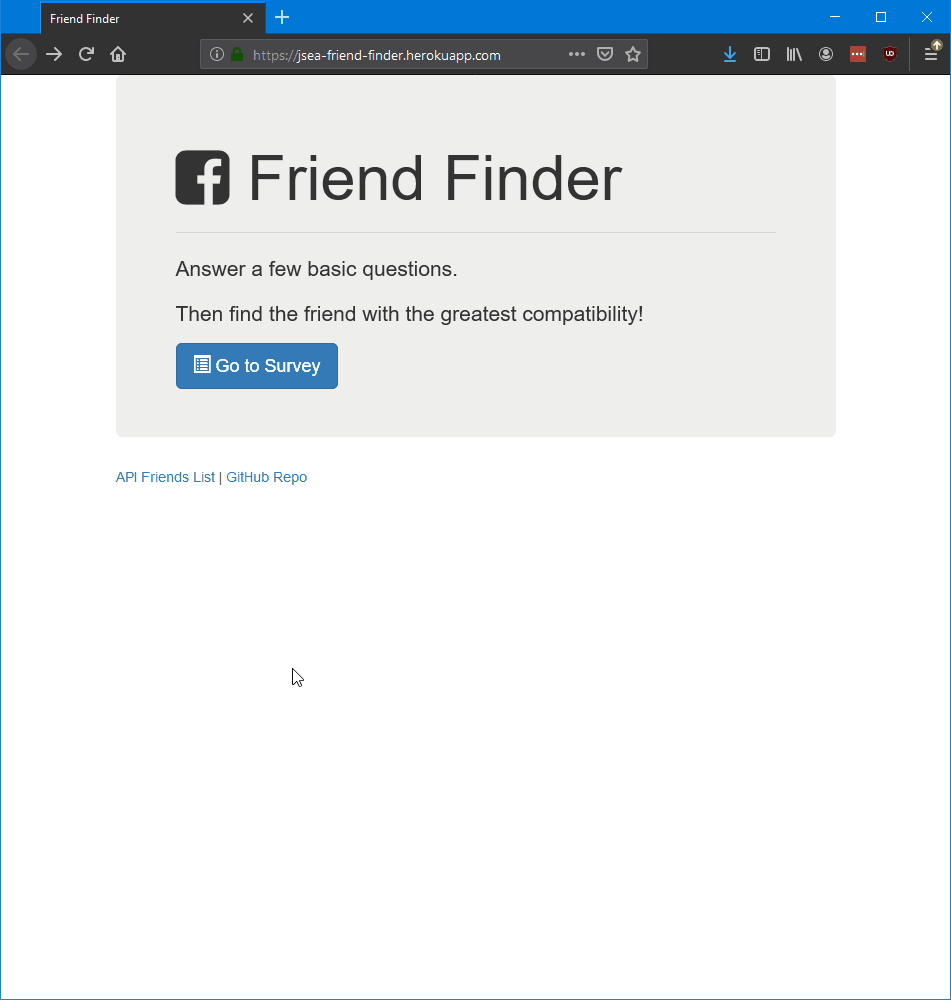 Friend Finder
https://jsea-friend-finder.herokuapp.com
UD
Friend Finder
Answer a few basic questions.
Then find the friend with the greatest compatibility!
Go to Survey
API Friends List | GitHub Repo